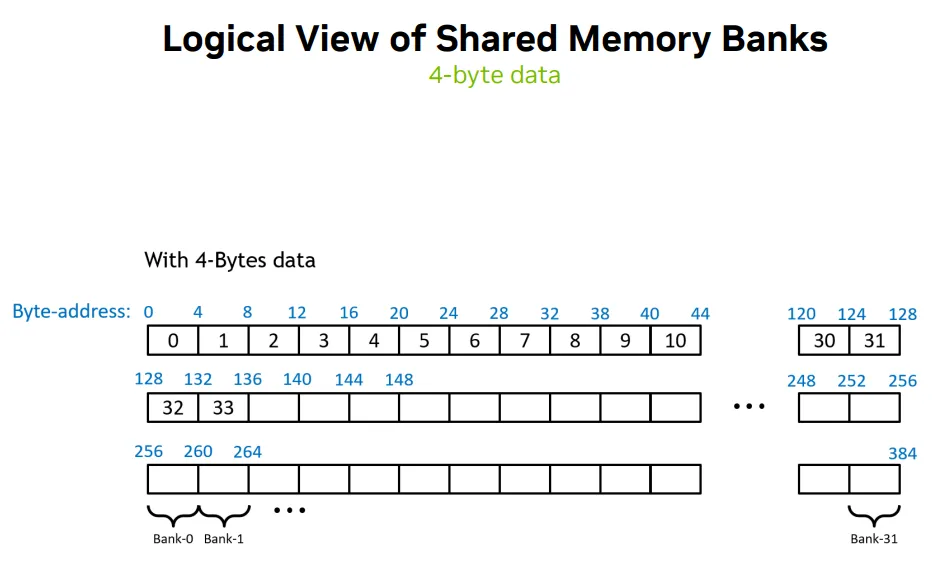 Logical View of Shared Memory Banks
4-byte data
With 4-Bytes data
Byte-address: 0 4 8 12 16 20 24 28 32 38 40 44 120 124 128
0 1 2 3 4 5 6 7 8 9 10 30 31
128 132 136 140 144 148 248 252 256
32 33 •••
256 260 264 384
•••
Bank-0 Bank-1 Bank-31